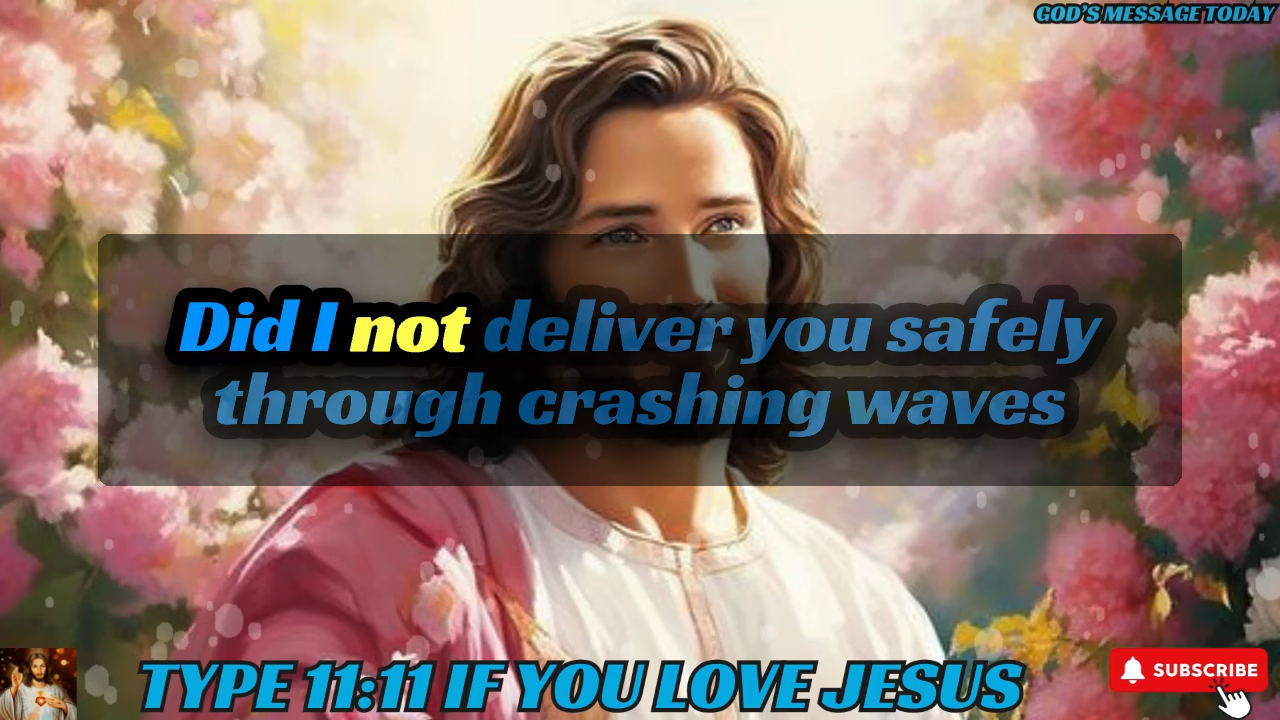 GOD'S MESSAGE TODAY
Did I not deliver you safely
through crashing waves
TYPE 11:11 IF YOU LOVE JESUS
SUBSCRIBE